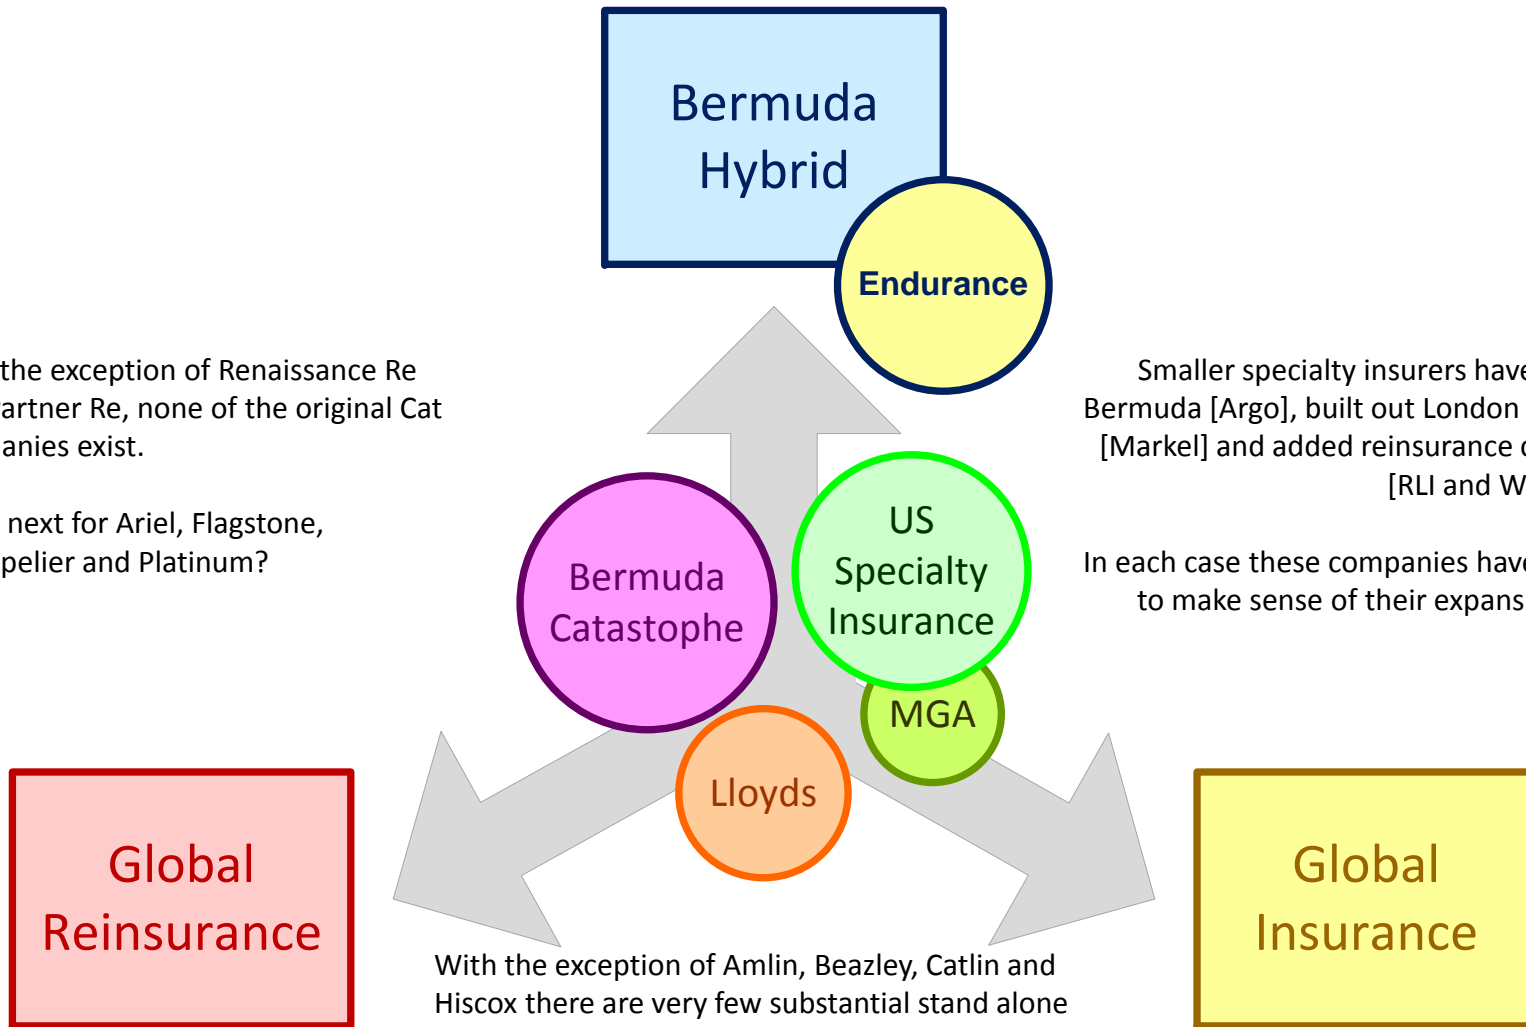 Bermuda
Hybrid
Endurance
the exception of Renaissance Re
artner Re, none of the original Cat
anies exist.
next for Ariel, Flagstone,
pelier and Platinum?
Smaller specialty insurers have
Bermuda [Argo], built out London
[Markel] and added reinsurance
[RLI and W
In each case these companies have
to make sense of their expans
Bermuda
Catastophe
US
Specialty
Insurance
MGA
Lloyds
Global
Reinsurance
Global
Insurance
With the exception of Amlin, Beazley, Catlin and
Hiscox there are very few substantial stand alone